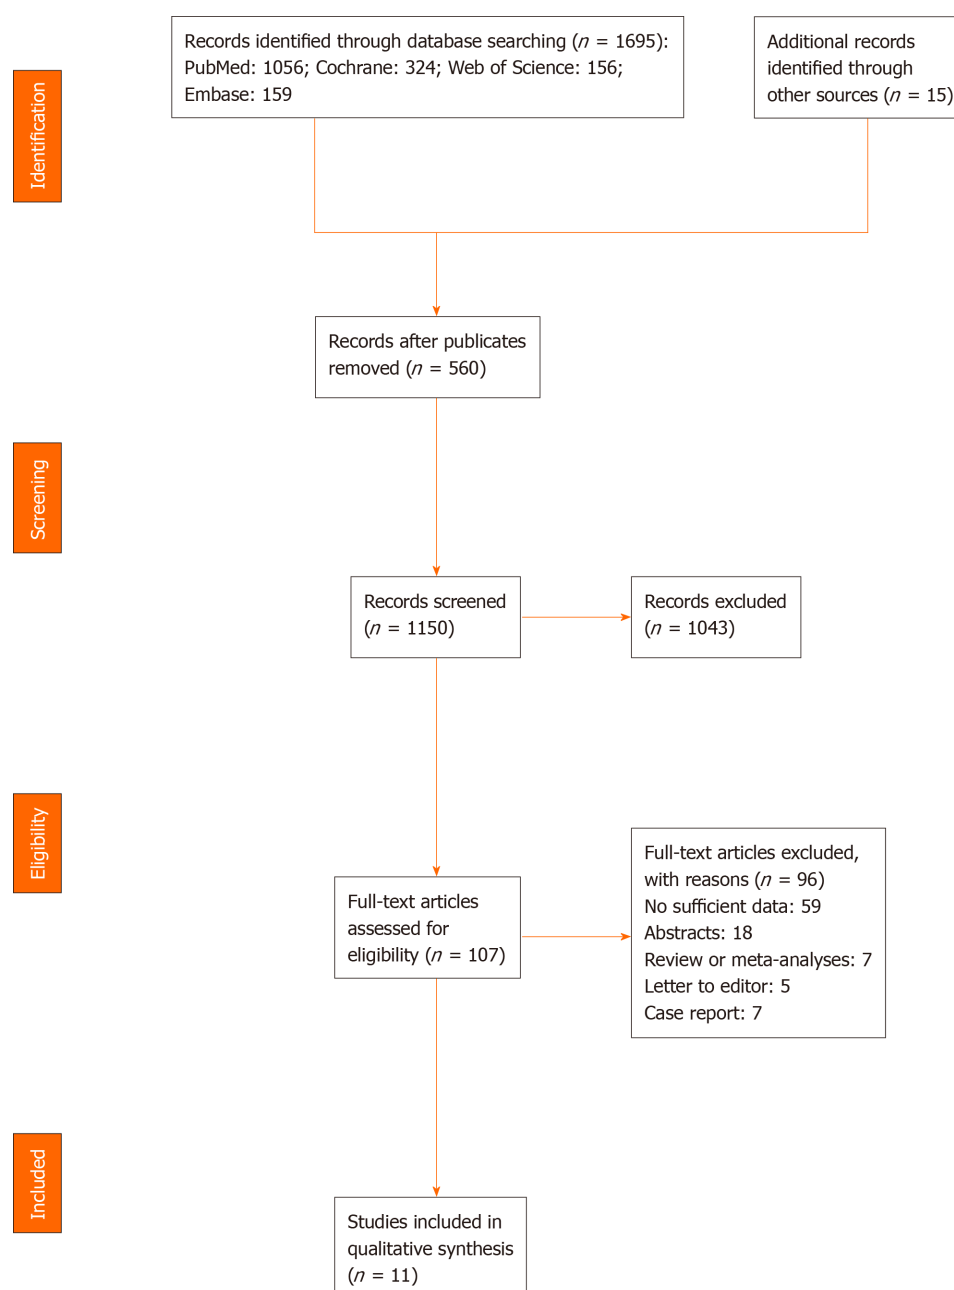 Records identified through database searching (n = 1695):
PubMed: 1056; Cochrane: 324; Web of Science: 156;
Embase: 159
Additional records
identified through
other sources (n = 15)
Identification
Records after publicates
removed (n = 560)
Screening
Records screened
(n = 1150)
Records excluded
(n = 1043)
Eligibility
Full-text articles
assessed for
eligibility (n = 107)
Full-text articles excluded,
with reasons (n = 96)
No sufficient data: 59
Abstracts: 18
Review or meta-analyses: 7
Letter to editor: 5
Case report: 7
Included
Studies included in
qualitative synthesis
(n = 11)